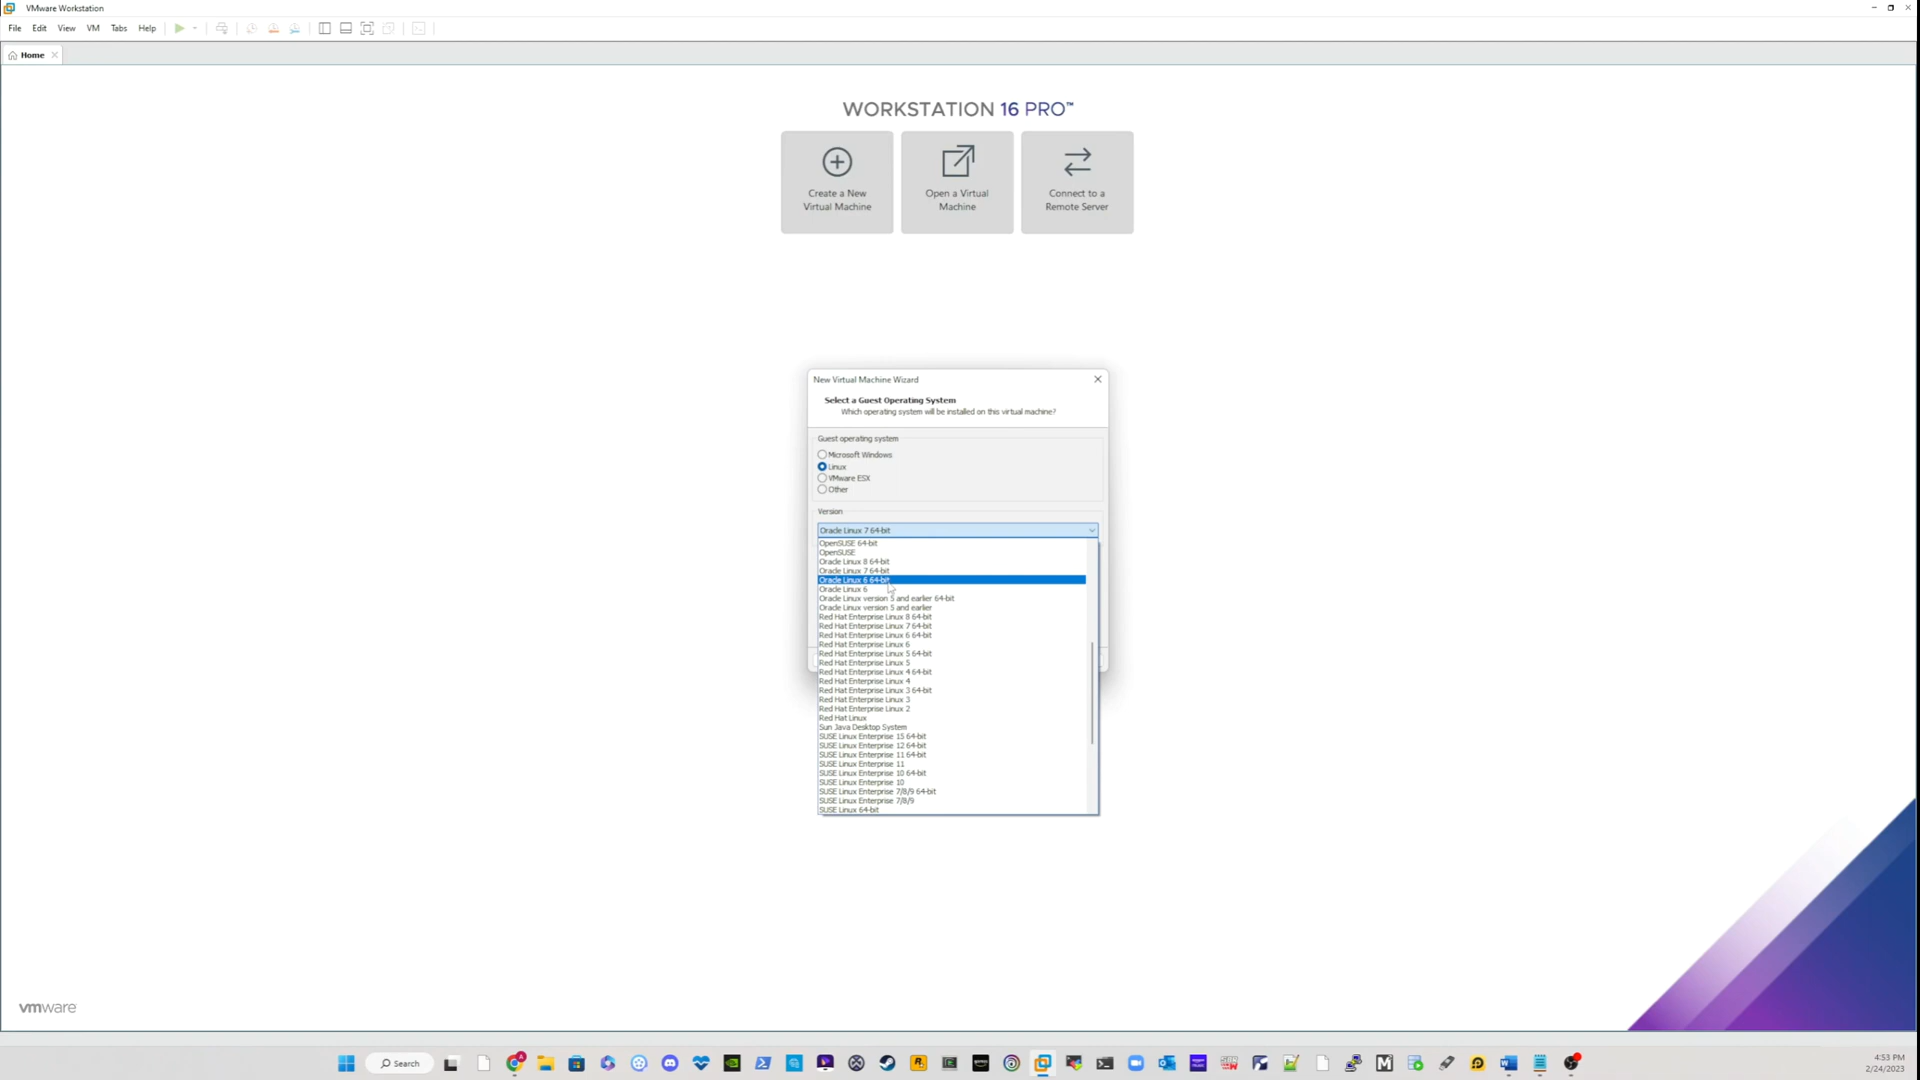 VMware Workstation
File Edit View VM Tabs Help
Home
WORKSTATION 16 PRO™
Create a New
Virtual Machine
Open a Virtual
Machine
Connect to a
Remote Server
New Virtual Machine Wizard
Select a Guest Operating System
Which operating system will be installed on this virtual machine?
Guest operating system
Microsoft Windows
Linux
VMware ESX
Other
Version
Oracle Linux 7 64-bit
OpenSUSE 64-bit
OpenSUSE
Oracle Linux 8 64-bit
Oracle Linux 7 64-bit
Oracle Linux 6 64-bit
Oracle Linux 6
Oracle Linux version 5 and earlier 64-bit
Oracle Linux version 5 and earlier
Red Hat Enterprise Linux 8 64-bit
Red Hat Enterprise Linux 7 64-bit
Red Hat Enterprise Linux 6 64-bit
Red Hat Enterprise Linux 6
Red Hat Enterprise Linux 5 64-bit
Red Hat Enterprise Linux 5
Red Hat Enterprise Linux 4 64-bit
Red Hat Enterprise Linux 4
Red Hat Enterprise Linux 3 64-bit
Red Hat Enterprise Linux 3
Red Hat Enterprise Linux 2
Red Hat Linux
Sun Java Desktop System
SUSE Linux Enterprise 15 64-bit
SUSE Linux Enterprise 12 64-bit
SUSE Linux Enterprise 11 64-bit
SUSE Linux Enterprise 11
SUSE Linux Enterprise 10 64-bit
SUSE Linux Enterprise 10
SUSE Linux Enterprise 7/8/9 64-bit
SUSE Linux Enterprise 7/8/9
SUSE Linux 64-bit
vmware
Search
4:53 PM
2/24/2023